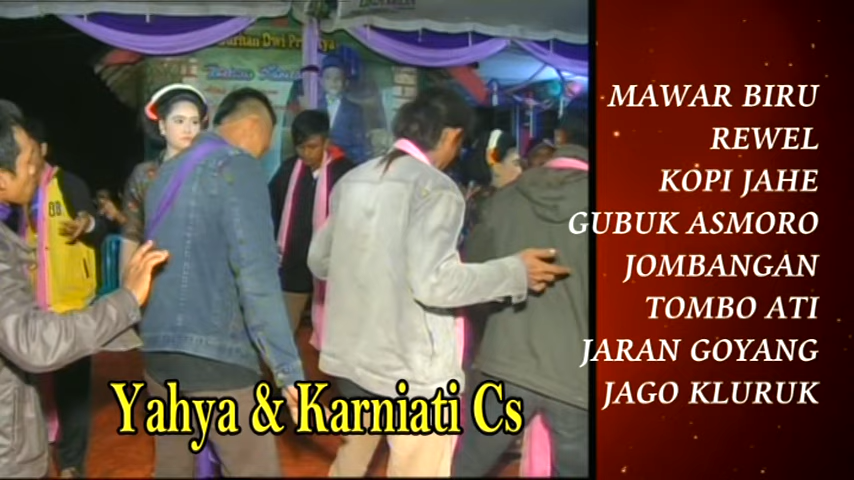 MAWAR BIRU
REWEL
KOPI JAHE
GUBUK ASMORO
JOMBANGAN
TOMBO ATI
JARAN GOYANG
JAGO KLURUK
Yahya & Karniati Cs